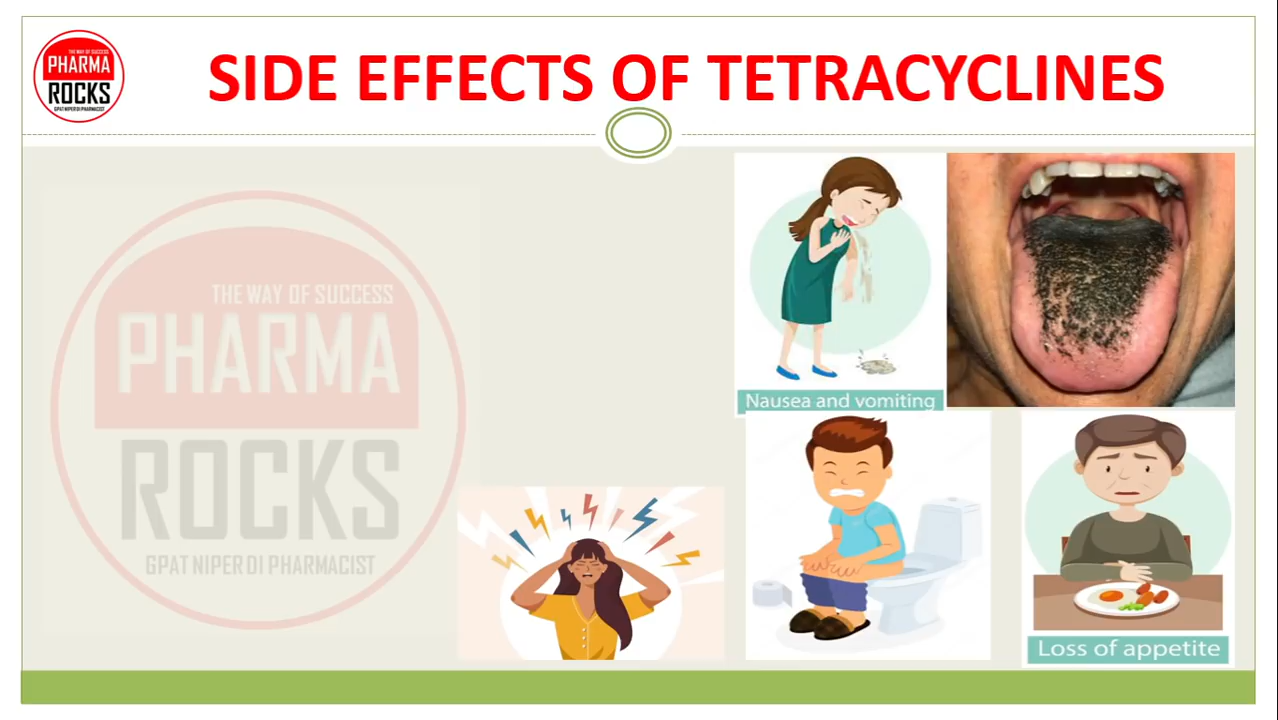 THE WAY OF SUCCESS
PHARMA
ROCKS
GPAT NIPER DI PHARMACIST
SIDE EFFECTS OF TETRACYCLINES
THE WAY OF SUCCESS
PHARMA
ROCKS
GPAT NIPER DI PHARMACIST
Nausea and vomiting
Loss of appetite